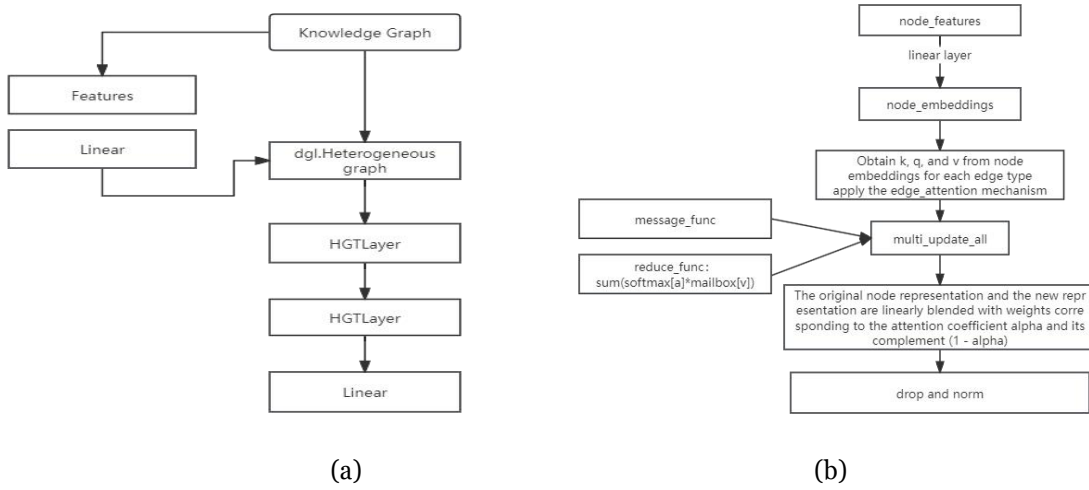 Knowledge Graph
Features
Linear
dgl.Heterogeneous
graph
HGTLayer
HGTLayer
Linear
(a)
node_features
linear layer
node_embeddings
Obtain k, q, and v from node
embeddings for each edge type
apply the edge_attention mechanism
message_func
multi_update_all
reduce_func:
sum(softmax[a]*mailbox[v])
The original node representation and the new repr
esentation are linearly blended with weights corre
sponding to the attention coefficient alpha and its
complement (1 - alpha)
drop and norm
(b)